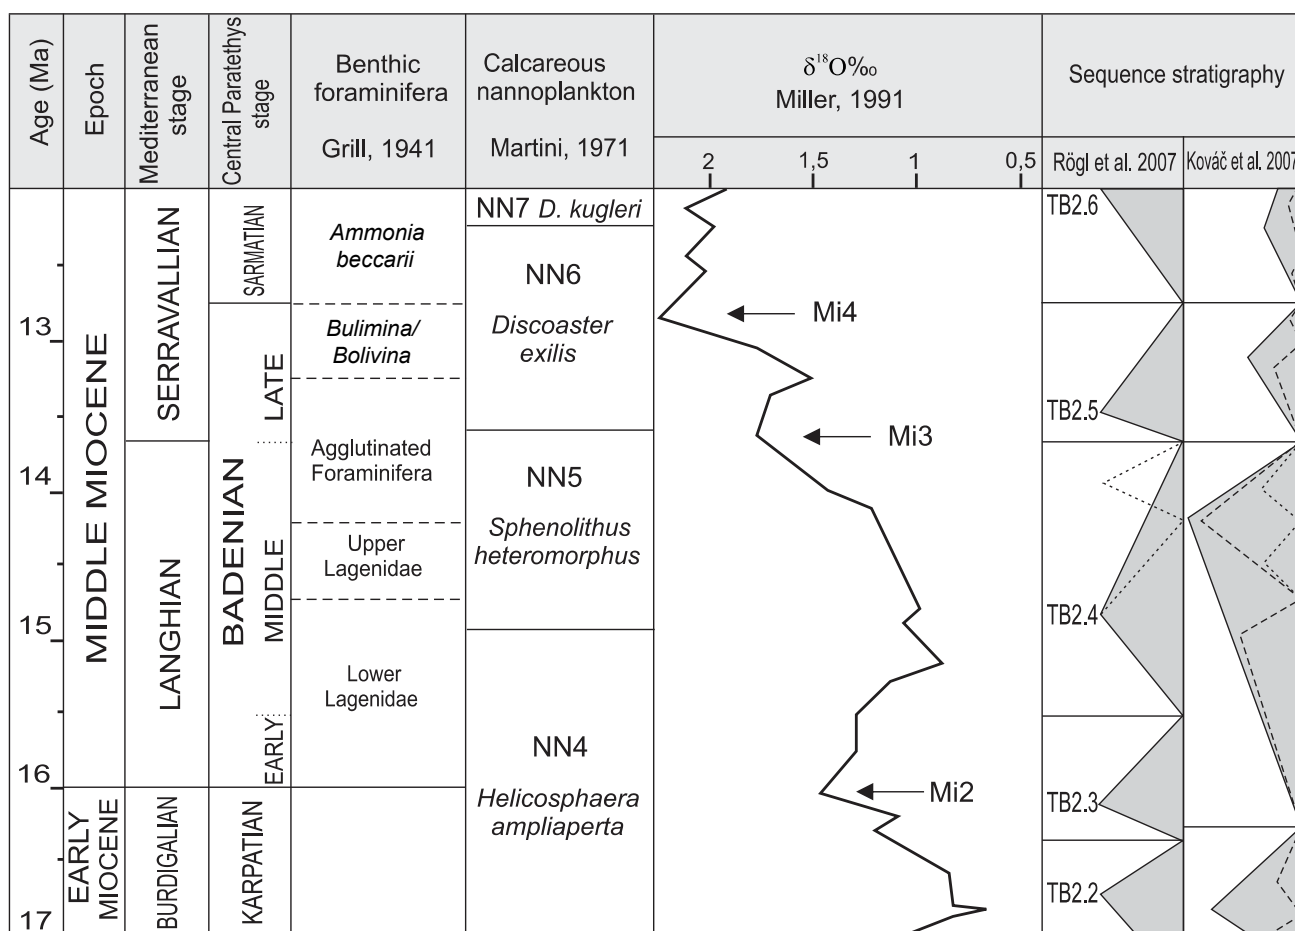 Age (Ma)
Epoch
Mediterranean
stage
Central Paratethys
stage
Benthic
foraminifera
Grill, 1941
Calcareous
nannoplankton
Martini, 1971
δ¹⁸O‰
Miller, 1991
2 1,5 1 0,5
Sequence stratigraphy
Rögl et al. 2007
Kováč et al. 2007
13
14
15
16
17
MIDDLE MIOCENE
EARLY
MIOCENE
SERRAVALLIAN
LANGHIAN
BURDIGALIAN
SARMATIAN
BADENIAN
LATE
MIDDLE
EARLY
KARPATIAN
Ammonia
beccarii
Bulimina/
Bolivina
Agglutinated
Foraminifera
Upper
Lagenidae
Lower
Lagenidae
NN7 D. kugleri
NN6
Discoaster
exilis
NN5
Sphenolithus
heteromorphus
NN4
Helicosphaera
ampliaperta
Mi4
Mi3
Mi2
TB2.6
TB2.5
TB2.4
TB2.3
TB2.2